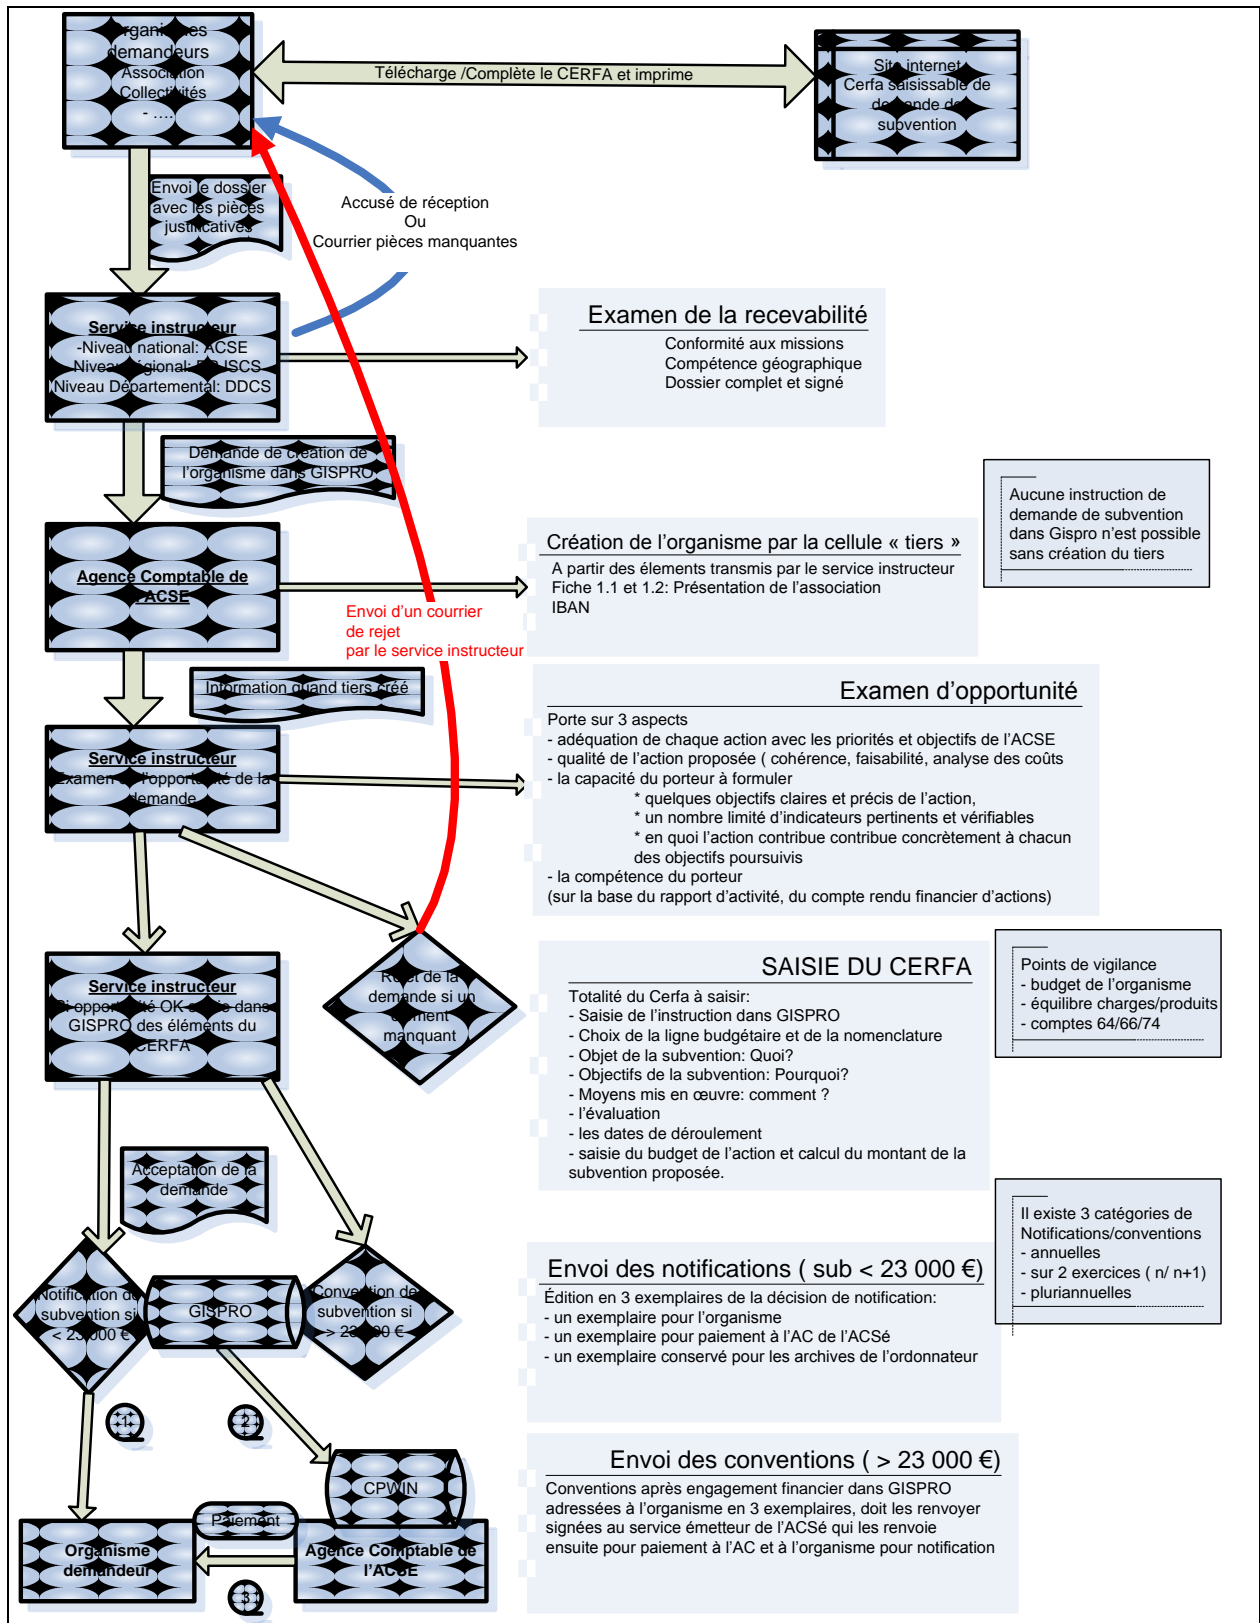 Organismes
demandeurs
Association
Collectivités
- ....
Télécharge /Complète le CERFA et imprime
Site internet
Cerfa saisissable de
demande de
subvention
Envoi le dossier
avec les pièces
justificatives
Accusé de réception
Ou
Courrier pièces manquantes
Service instructeur
-Niveau national: ACSE
Niveau régional: DRJSCS
Niveau Départemental: DDCS
Examen de la recevabilité
Conformité aux missions
Compétence géographique
Dossier complet et signé
Demande de création de
l'organisme dans GISPRO
Aucune instruction de
demande de subvention
dans Gispro n'est possible
sans création du tiers
Agence Comptable de
l'ACSE
Création de l'organisme par la cellule « tiers »
A partir des élements transmis par le service instructeur
Fiche 1.1 et 1.2: Présentation de l'association
IBAN
Envoi d'un courrier
de rejet
par le service instructeur
Information quand tiers créé
Service instructeur
Examen de l'opportunité de la
demande
Examen d'opportunité
Porte sur 3 aspects
- adéquation de chaque action avec les priorités et objectifs de l'ACSE
- qualité de l'action proposée ( cohérence, faisabilité, analyse des coûts
- la capacité du porteur à formuler
* quelques objectifs claires et précis de l'action,
* un nombre limité d'indicateurs pertinents et vérifiables
* en quoi l'action contribue contribue concrètement à chacun
des objectifs poursuivis
- la compétence du porteur
(sur la base du rapport d'activité, du compte rendu financier d'actions)
Service instructeur
Si opportunité OK saisie dans
GISPRO des éléments du
CERFA
Rejet de la
demande si un
élément
manquant
SAISIE DU CERFA
Totalité du Cerfa à saisir:
- Saisie de l'instruction dans GISPRO
- Choix de la ligne budgétaire et de la nomenclature
- Objet de la subvention: Quoi?
- Objectifs de la subvention: Pourquoi?
- Moyens mis en œuvre: comment ?
- l'évaluation
- les dates de déroulement
- saisie du budget de l'action et calcul du montant de la
subvention proposée.
Points de vigilance
- budget de l'organisme
- équilibre charges/produits
- comptes 64/66/74
Acceptation de la
demande
Il existe 3 catégories de
Notifications/conventions
- annuelles
- sur 2 exercices ( n/ n+1)
- pluriannuelles
Notification de
subvention si
< 23 000 €
GISPRO
Convention de
subvention si
> 23 000 €
Envoi des notifications ( sub < 23 000 €)
Édition en 3 exemplaires de la décision de notification:
- un exemplaire pour l'organisme
- un exemplaire pour paiement à l'AC de l'ACSé
- un exemplaire conservé pour les archives de l'ordonnateur
1
2
CPWIN
Envoi des conventions ( > 23 000 €)
Conventions après engagement financier dans GISPRO
adressées à l'organisme en 3 exemplaires, doit les renvoyer
signées au service émetteur de l'ACSé qui les renvoie
ensuite pour paiement à l'AC et à l'organisme pour notification
Paiement
Organisme
demandeur
Agence Comptable de
l'ACSE
3